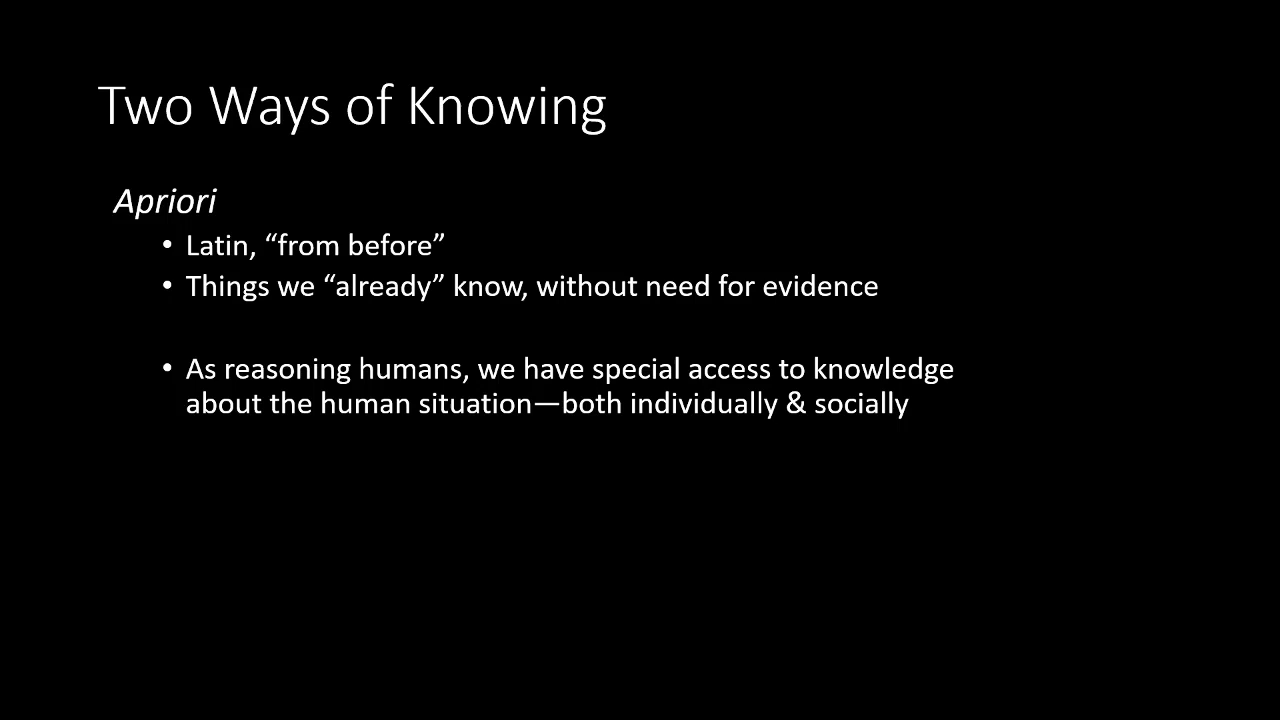 Two Ways of Knowing
Apriori
• Latin, “from before”
• Things we “already” know, without need for evidence
• As reasoning humans, we have special access to knowledge
about the human situation—both individually & socially